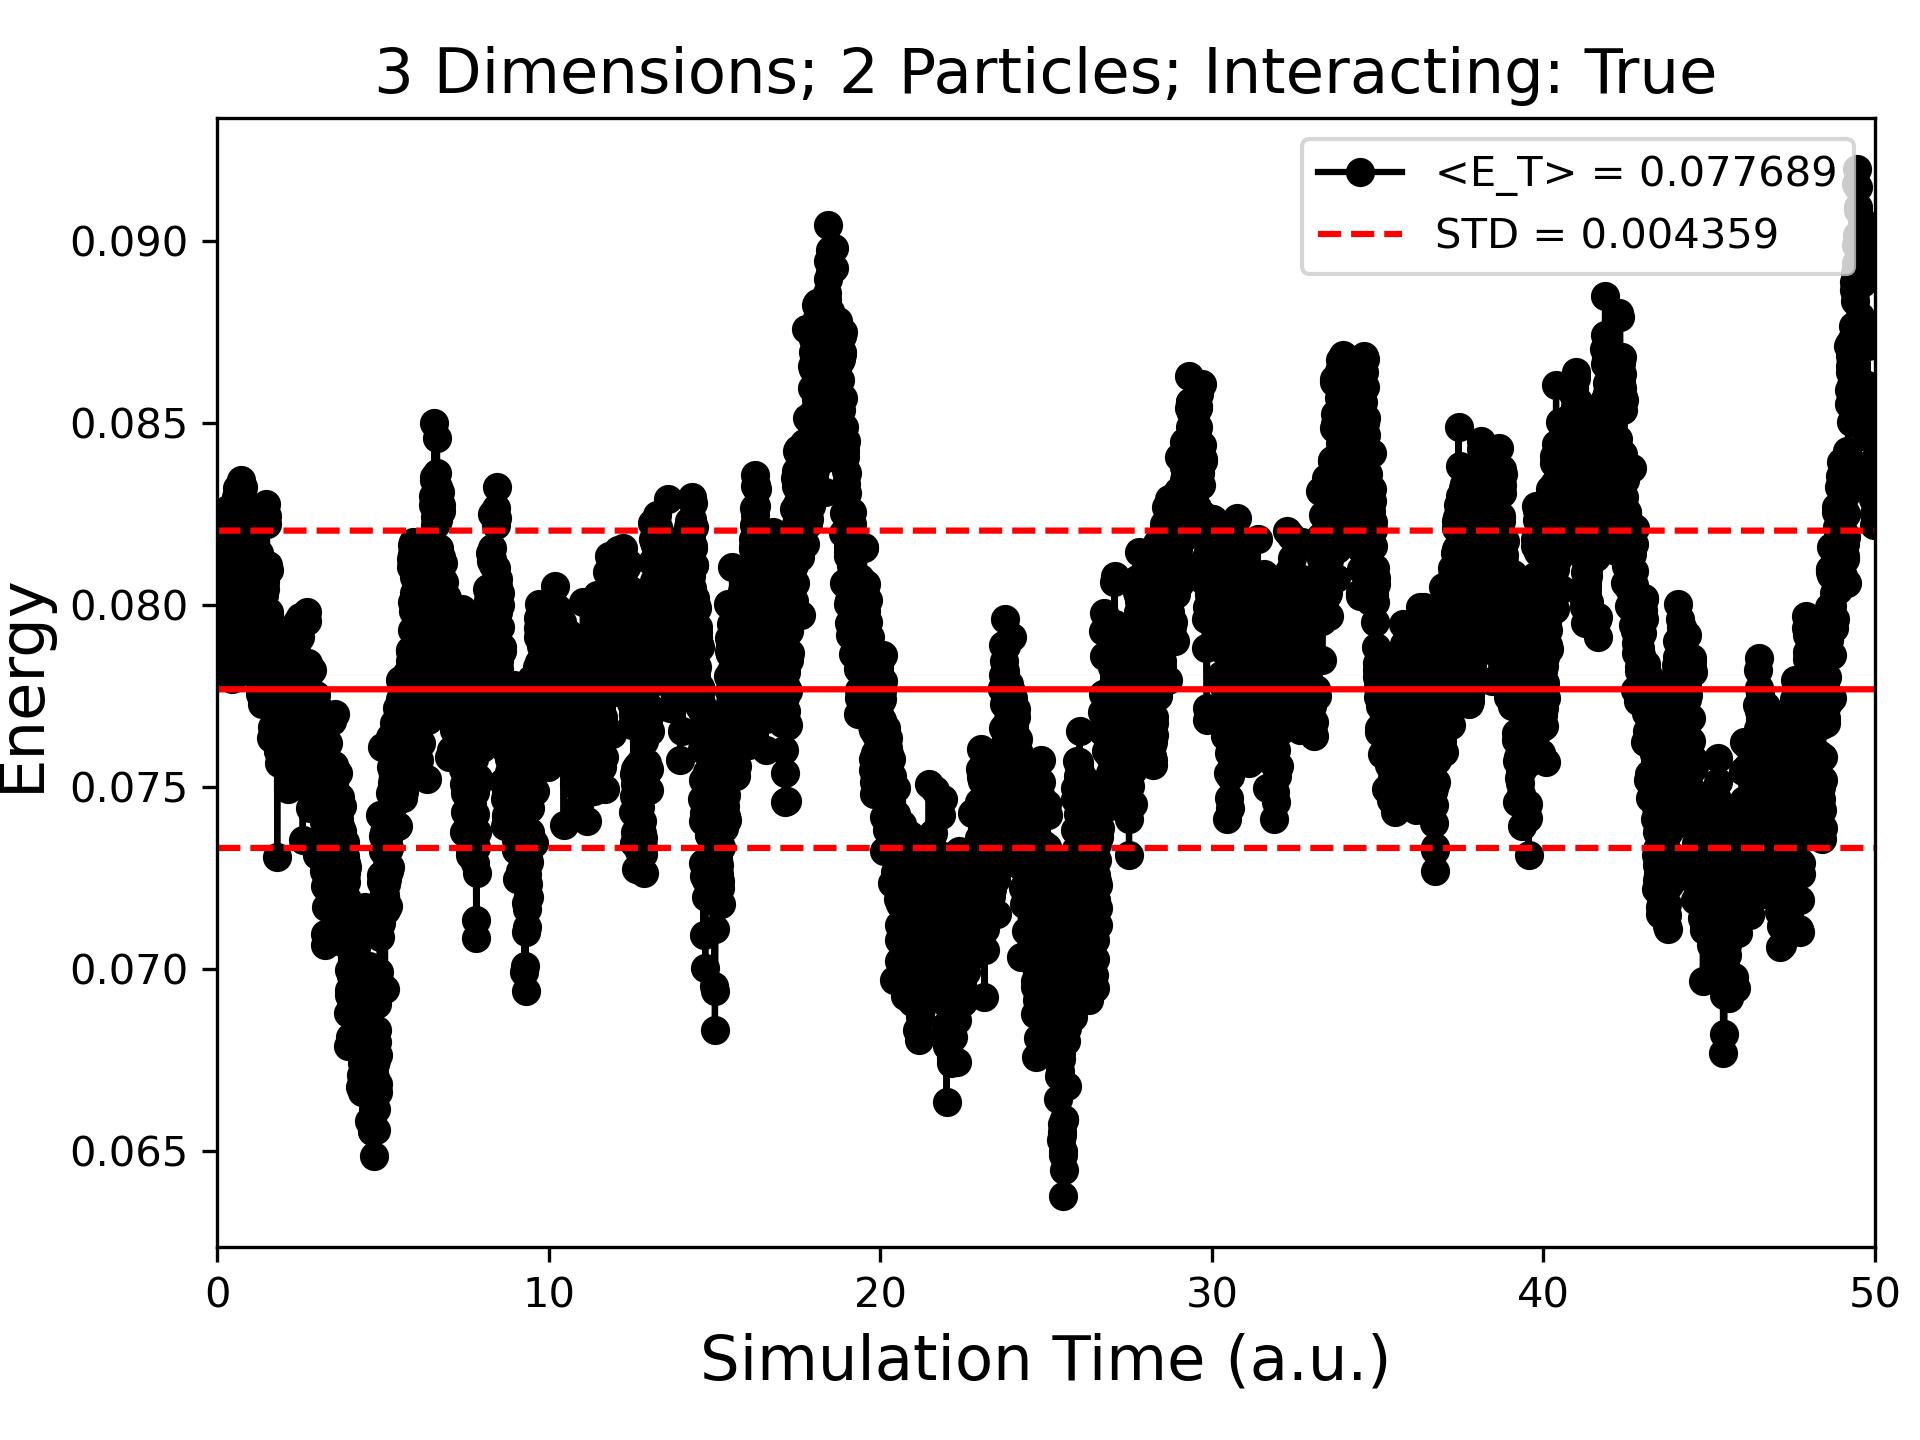 3 Dimensions; 2 Particles; Interacting: True
<E_T> = 0.077689
STD = 0.004359
Energy
0.090
0.085
0.080
0.075
0.070
0.065
0 10 20 30 40 50
Simulation Time (a.u.)